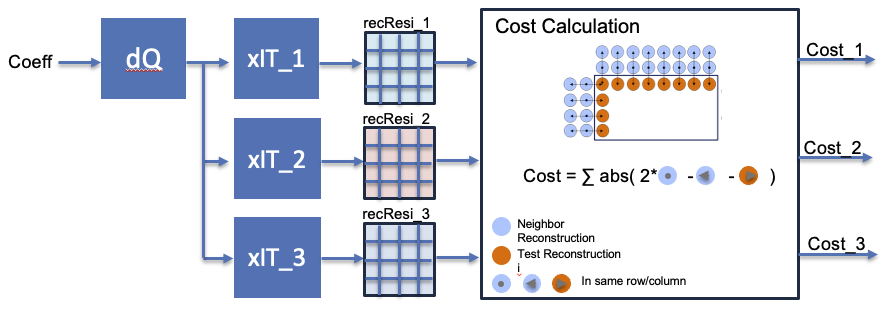 Coeff
dQ
xIT_1
xIT_2
xIT_3
recResi_1
recResi_2
recResi_3
Cost Calculation
Cost = ∑ abs( 2* - - )
Neighbor
Reconstruction
Test Reconstruction
i
In same row/column
Cost_1
Cost_2
Cost_3